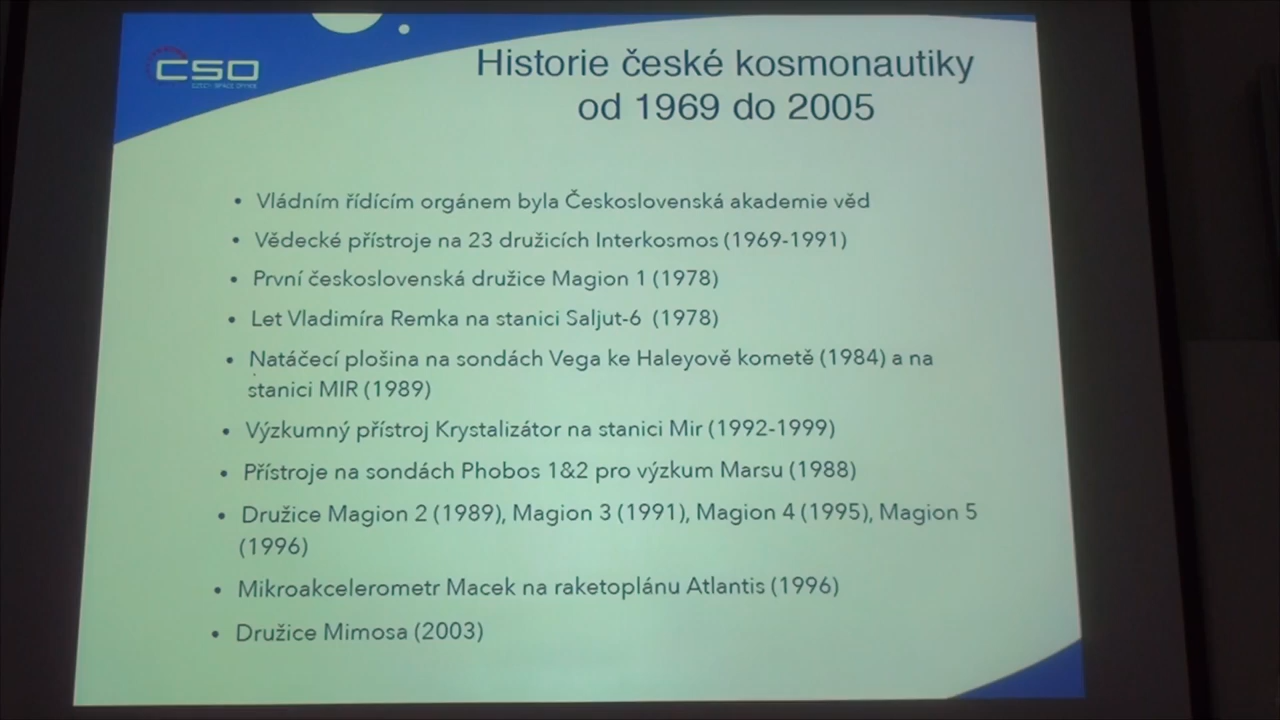 CSO
CZECH SPACE OFFICE
Historie české kosmonautiky
od 1969 do 2005
• Vládním řídícím orgánem byla Československá akademie věd
• Vědecké přístroje na 23 družicích Interkosmos (1969-1991)
• První československá družice Magion 1 (1978)
• Let Vladimíra Remka na stanici Saljut-6 (1978)
• Natáčecí plošina na sondách Vega ke Haleyově kometě (1984) a na
stanici MIR (1989)
• Výzkumný přístroj Krystalizátor na stanici Mir (1992-1999)
• Přístroje na sondách Phobos 1&2 pro výzkum Marsu (1988)
• Družice Magion 2 (1989), Magion 3 (1991), Magion 4 (1995), Magion 5
(1996)
• Mikroakcelerometr Macek na raketoplánu Atlantis (1996)
• Družice Mimosa (2003)